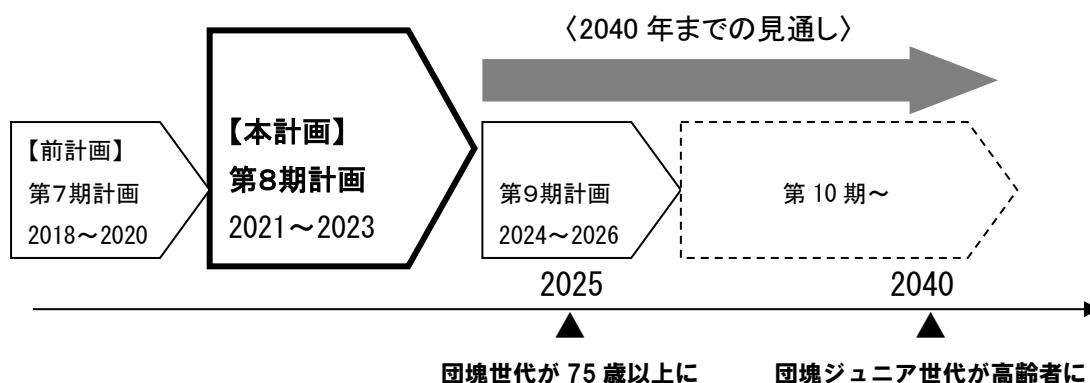 〈2040 年までの見通し〉
【前計画】
第7期計画
2018～2020
【本計画】
第8期計画
2021～2023
第9期計画
2024～2026
第 10 期～
2025
2040
団塊世代が 75 歳以上に
団塊ジュニア世代が高齢者に